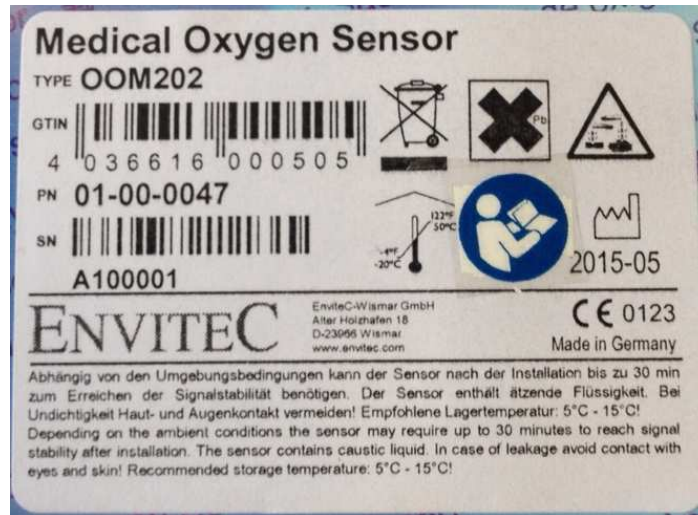 Medical Oxygen Sensor
TYPE OOM202
GTIN
4 036616 000505
Pb
PN 01-00-0047
122°F
50°C
-4°F
-20°C
SN
A100001
2015-05
ENVITEC
EnviteC-Wismar GmbH
Alter Holzhafen 18
D-23966 Wismar
www.envitec.com
CE 0123
Made in Germany
Abhängig von den Umgebungsbedingungen kann der Sensor nach der Installation bis zu 30 min
zum Erreichen der Signalstabilität benötigen. Der Sensor enthält ätzende Flüssigkeit. Bei
Undichtigkeit Haut- und Augenkontakt vermeiden! Empfohlene Lagertemperatur: 5°C - 15°C!
Depending on the ambient conditions the sensor may require up to 30 minutes to reach signal
stability after installation. The sensor contains caustic liquid. In case of leakage avoid contact with
eyes and skin! Recommended storage temperature: 5°C - 15°C!